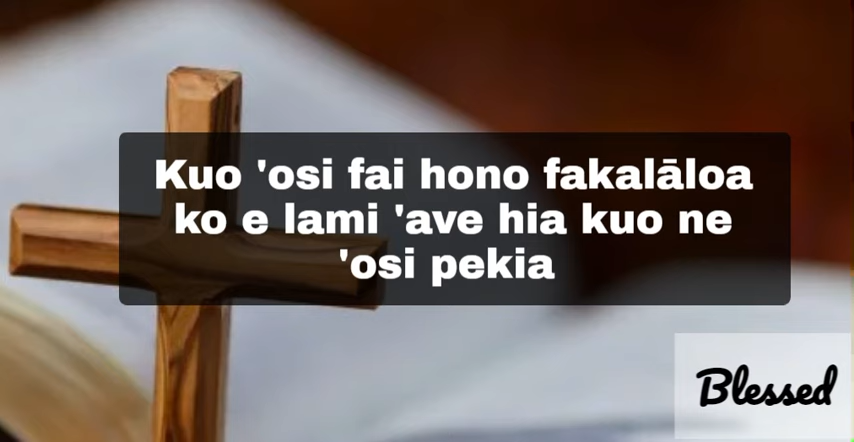 Kuo 'osi fai hono fakalāloa
ko e lami 'ave hia kuo ne
'osi pekia
Blessed